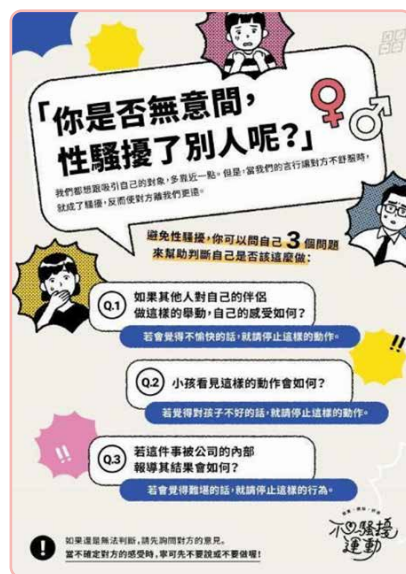 「你是否無意間,
性騷擾了別人呢?」
我們都想跟吸引自己的對象,多靠近一點。但是,當我們的言行讓對方不舒服時,
就成了騷擾,反而使對方離我們更遠。
避免性騷擾,你可以問自己 3 個問題
來幫助判斷自己是否該這麼做:
Q.1
如果其他人對自己的伴侶
做這樣的舉動,自己的感受如何?
若會覺得不愉快的話,就請停止這樣的動作。
!!
Q.2
小孩看見這樣的動作會如何?
若覺得對孩子不好的話,就請停止這樣的動作。
!!
Q.3
若這件事被公司的內部
報導其結果會如何?
若會覺得難堪的話,就請停止這樣的行為。
不凹騷擾
運動
!
如果還是無法判斷,請先詢問對方的意見。
當不確定對方的感受時,寧可先不要說或不要做喔!